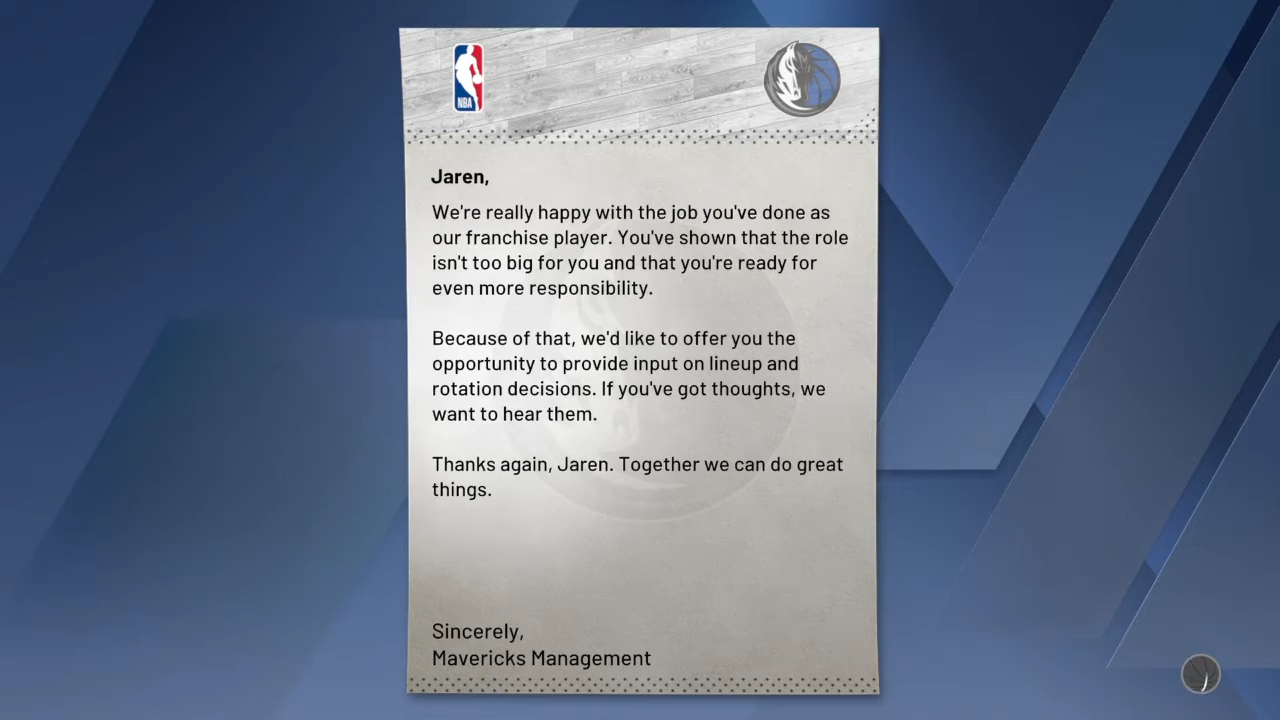 NBA
Jaren,
We're really happy with the job you've done as
our franchise player. You've shown that the role
isn't too big for you and that you're ready for
even more responsibility.
Because of that, we'd like to offer you the
opportunity to provide input on lineup and
rotation decisions. If you've got thoughts, we
want to hear them.
Thanks again, Jaren. Together we can do great
things.
Sincerely,
Mavericks Management